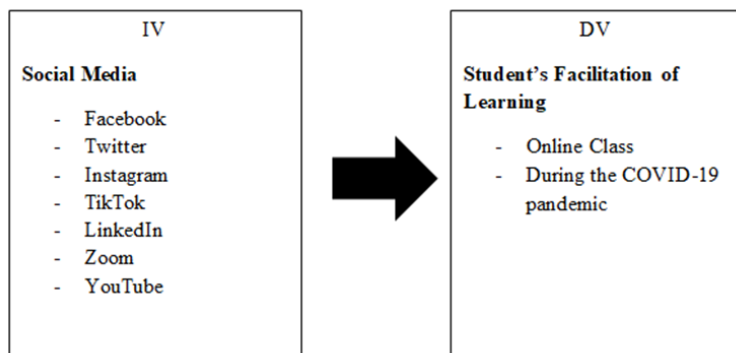 IV
Social Media
- Facebook
- Twitter
- Instagram
- TikTok
- LinkedIn
- Zoom
- YouTube
DV
Student's Facilitation of
Learning
- Online Class
- During the COVID-19
pandemic